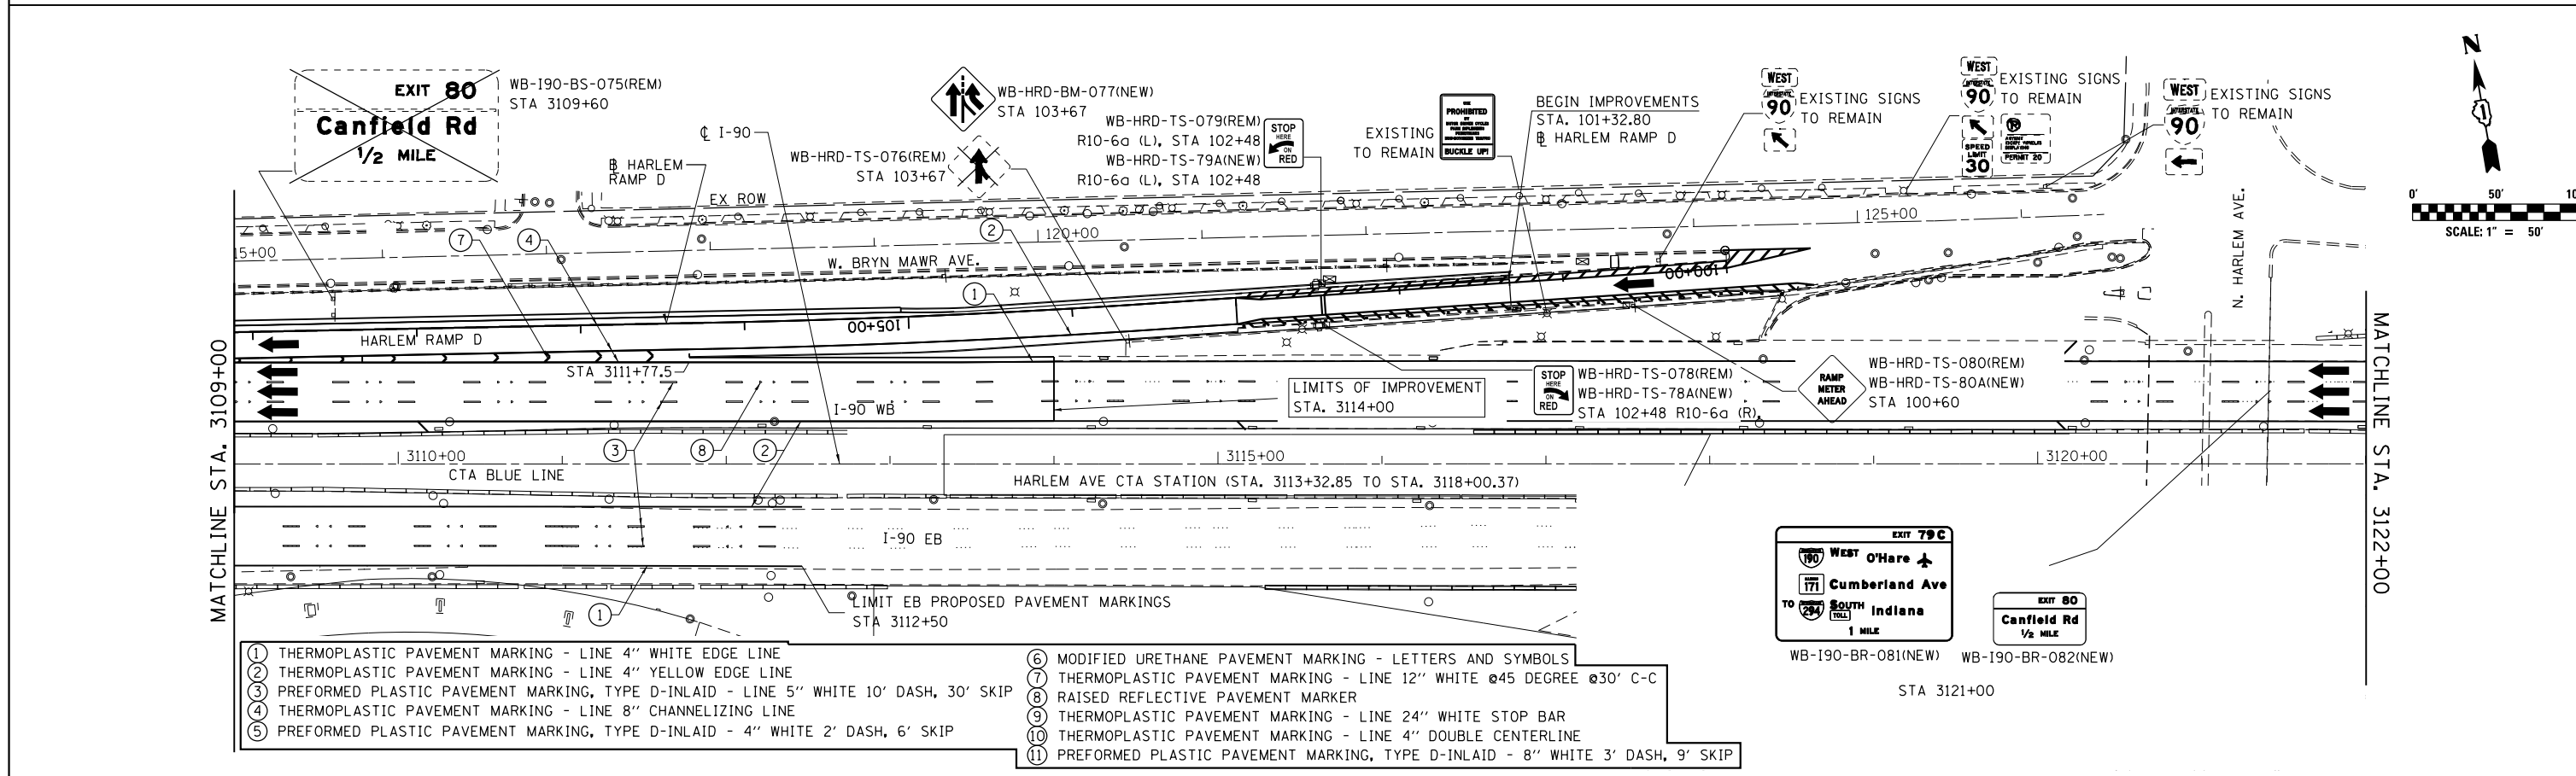 EXIT 80
Canfield Rd
1/2 MILE
WB-I90-BS-075(REM)
STA 3109+60
WB-HRD-BM-077(NEW)
STA 103+67
WB-HRD-TS-076(REM)
STA 103+67
WB-HRD-TS-079(REM)
R10-6a (L), STA 102+48
WB-HRD-TS-79A(NEW)
R10-6a (L), STA 102+48
STOP
HERE
ON
RED
EXISTING
TO REMAIN
PROHIBITED
BUCKLE UP!
BEGIN IMPROVEMENTS
STA. 101+32.80
℄ HARLEM RAMP D
WEST
INTERSTATE
90
EXISTING SIGNS
TO REMAIN
WEST
INTERSTATE
90
SPEED
LIMIT
30
PERMIT 20
EXISTING SIGNS
TO REMAIN
WEST
INTERSTATE
90
EXISTING SIGNS
TO REMAIN
N
1
0' 50'
SCALE: 1" = 50'
℄ I-90
HARLEM
RAMP D
EX ROW
7
4
2
1
15+00
120+00
125+00
W. BRYN MAWR AVE.
100+00
105+00
N. HARLEM AVE.
HARLEM RAMP D
STA 3111+77.5
I-90 WB
LIMITS OF IMPROVEMENT
STA. 3114+00
STOP
HERE
ON
RED
WB-HRD-TS-078(REM)
WB-HRD-TS-78A(NEW)
STA 102+48 R10-6a (R),
RAMP
METER
AHEAD
WB-HRD-TS-080(REM)
WB-HRD-TS-80A(NEW)
STA 100+60
MATCHLINE STA. 3109+00
MATCHLINE STA. 3122+00
3
8
2
3110+00
3115+00
3120+00
CTA BLUE LINE
HARLEM AVE CTA STATION (STA. 3113+32.85 TO STA. 3118+00.37)
I-90 EB
1
LIMIT EB PROPOSED PAVEMENT MARKINGS
STA 3112+50
EXIT 79C
190 WEST O'Hare
171 Cumberland Ave
TO 294 SOUTH Indiana
TOLL
1 MILE
WB-I90-BR-081(NEW)
EXIT 80
Canfield Rd
1/2 MILE
WB-I90-BR-082(NEW)
STA 3121+00
1 THERMOPLASTIC PAVEMENT MARKING - LINE 4" WHITE EDGE LINE
2 THERMOPLASTIC PAVEMENT MARKING - LINE 4" YELLOW EDGE LINE
3 PREFORMED PLASTIC PAVEMENT MARKING, TYPE D-INLAID - LINE 5" WHITE 10' DASH, 30' SKIP
4 THERMOPLASTIC PAVEMENT MARKING - LINE 8" CHANNELIZING LINE
5 PREFORMED PLASTIC PAVEMENT MARKING, TYPE D-INLAID - 4" WHITE 2' DASH, 6' SKIP
6 MODIFIED URETHANE PAVEMENT MARKING - LETTERS AND SYMBOLS
7 THERMOPLASTIC PAVEMENT MARKING - LINE 12" WHITE @45 DEGREE @30' C-C
8 RAISED REFLECTIVE PAVEMENT MARKER
9 THERMOPLASTIC PAVEMENT MARKING - LINE 24" WHITE STOP BAR
10 THERMOPLASTIC PAVEMENT MARKING - LINE 4" DOUBLE CENTERLINE
11 PREFORMED PLASTIC PAVEMENT MARKING, TYPE D-INLAID - 8" WHITE 3' DASH, 9' SKIP